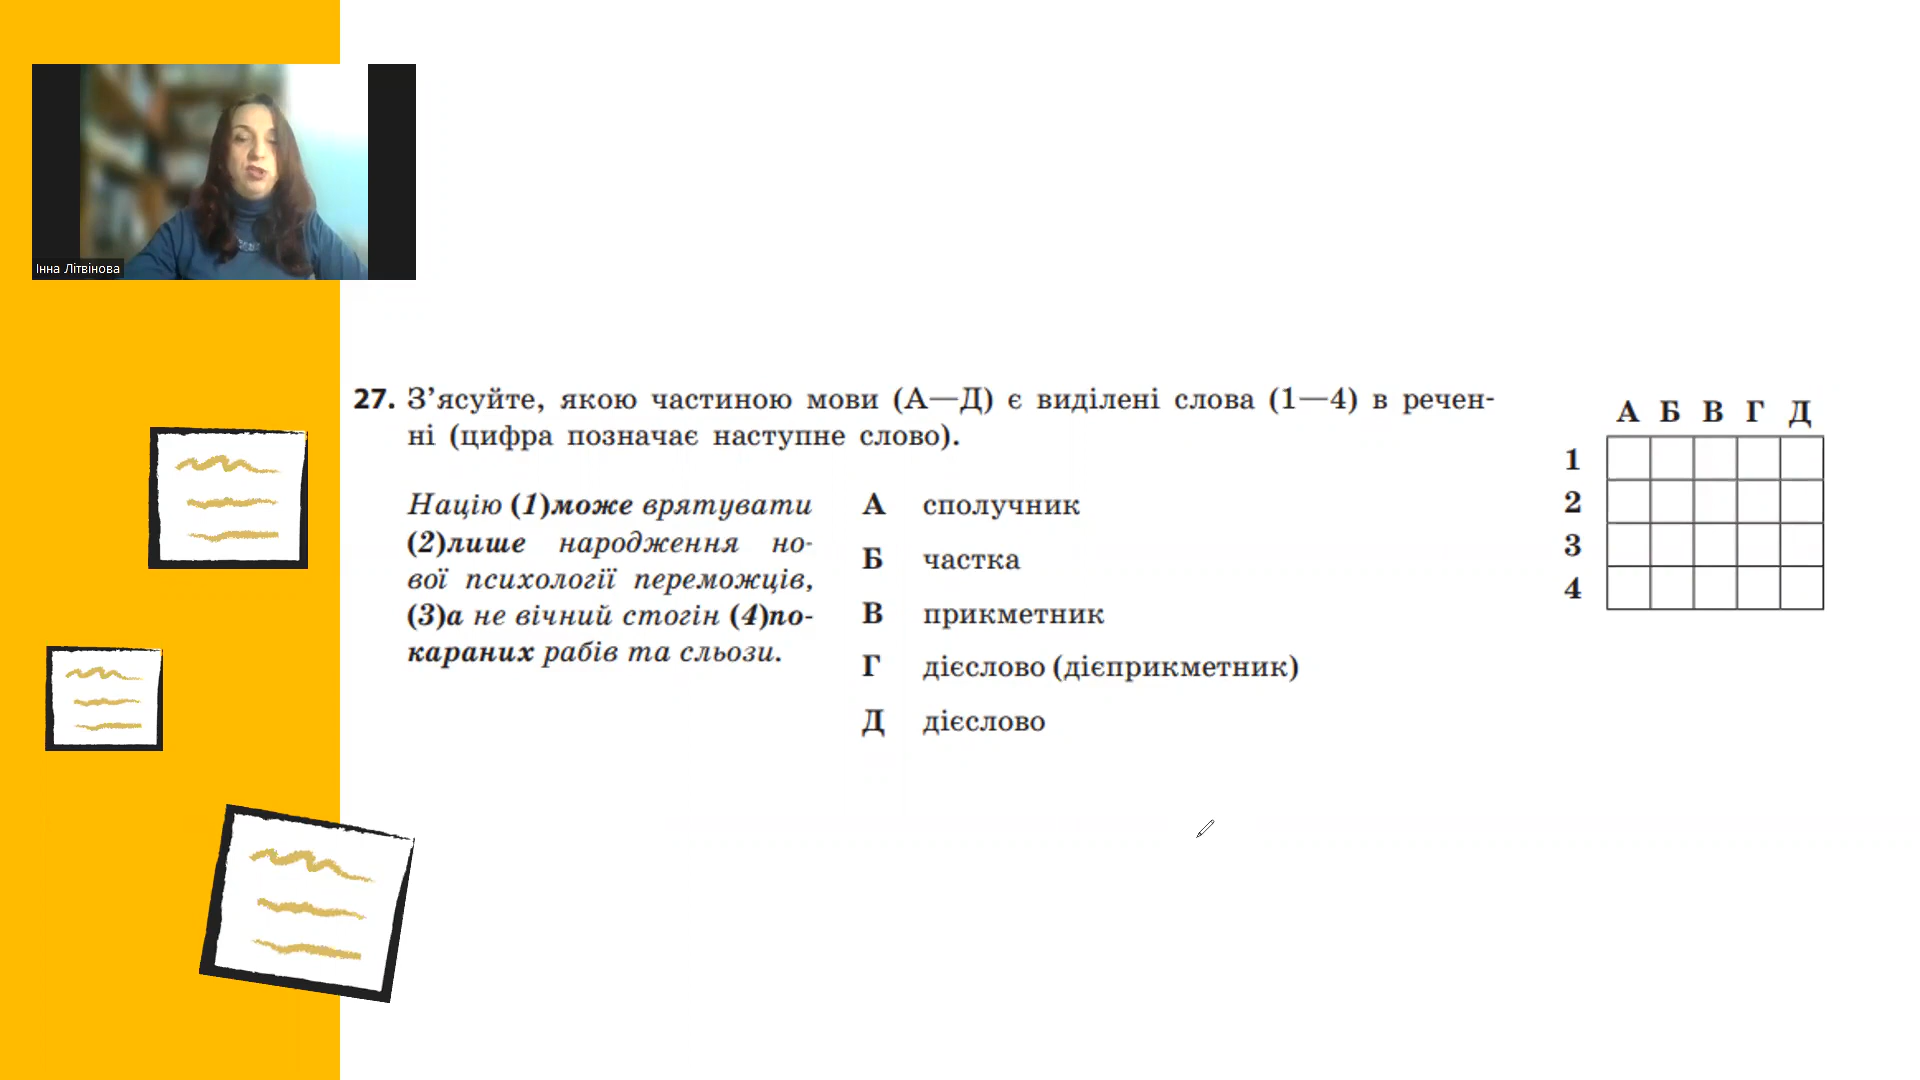 Інна Літвінова
27. З’ясуйте, якою частиною мови (А—Д) є виділені слова (1—4) в речен-
ні (цифра позначає наступне слово).
Націю (1)може врятувати
(2)лише народження но-
вої психології переможців,
(3)а не вічний стогін (4)по-
караних рабів та сльози.
А сполучник
Б частка
В прикметник
Г дієслово (дієприкметник)
Д дієслово
А Б В Г Д
1
2
3
4